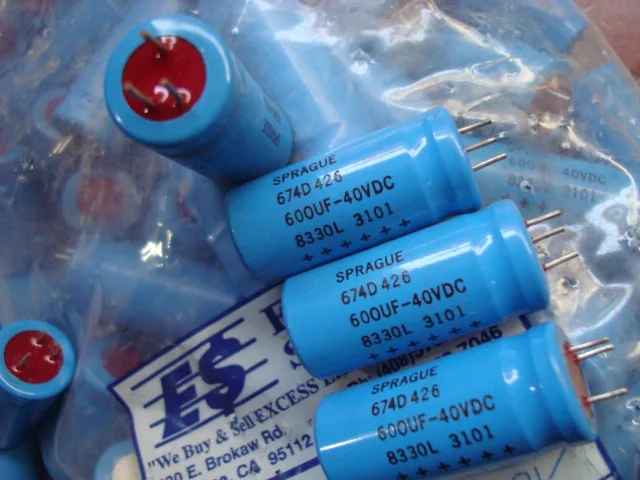 SPRAGUE
674D 426
600UF-40VDC
8330L 3101
+ + + + + +
SPRAGUE
674D 426
600UF-40VDC
8330L 3101
+ + + + + +
SPRAGUE
674D 426
600UF-40VDC
8330L 3101
+ + + + + +
600UF 40VDC
8330L 3101
ES
7046
"We Buy & Sell EXCESS
E. Brokaw Rd.
CA 95112